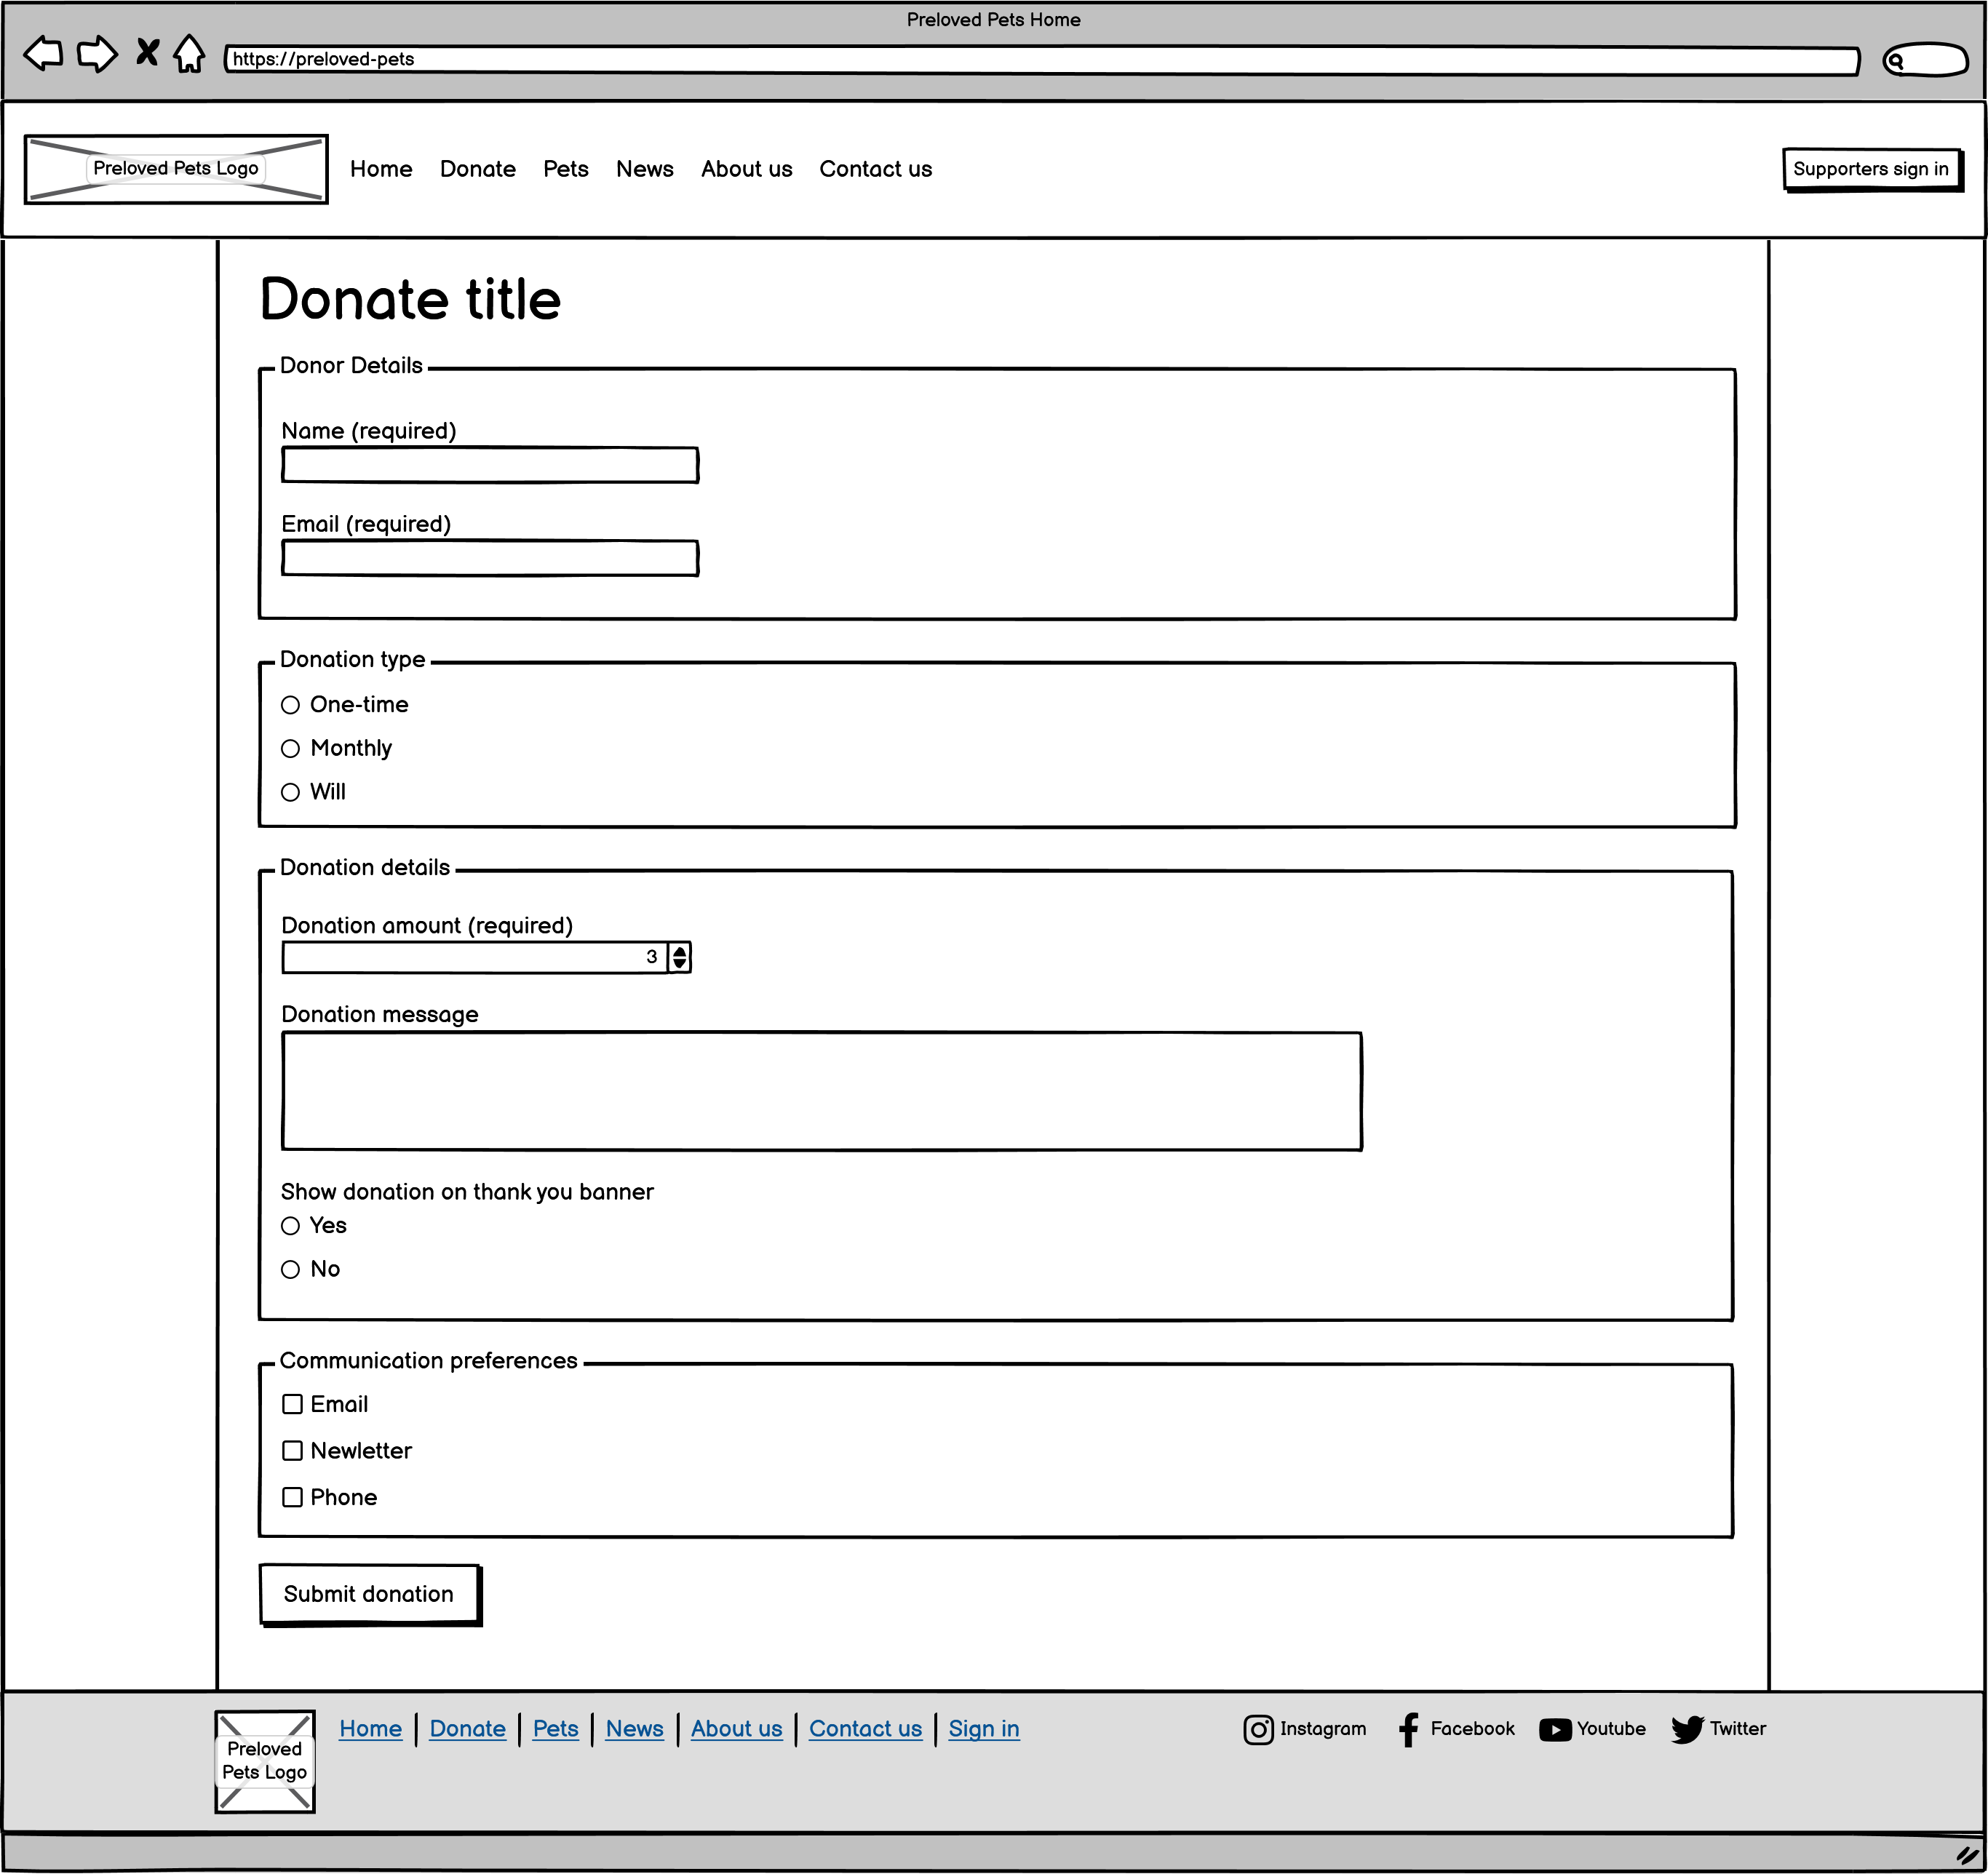 Preloved Pets Home
https://preloved-pets
Preloved Pets Logo Home Donate Pets News About us Contact us Supporters sign in
Donate title
Donor Details
Name (required)
Email (required)
Donation type
One-time
Monthly
Will
Donation details
Donation amount (required)
3
Donation message
Show donation on thank you banner
Yes
No
Communication preferences
Email
Newletter
Phone
Submit donation
Home Donate Pets News About us Contact us Sign in Instagram Facebook Youtube Twitter
Preloved
Pets Logo